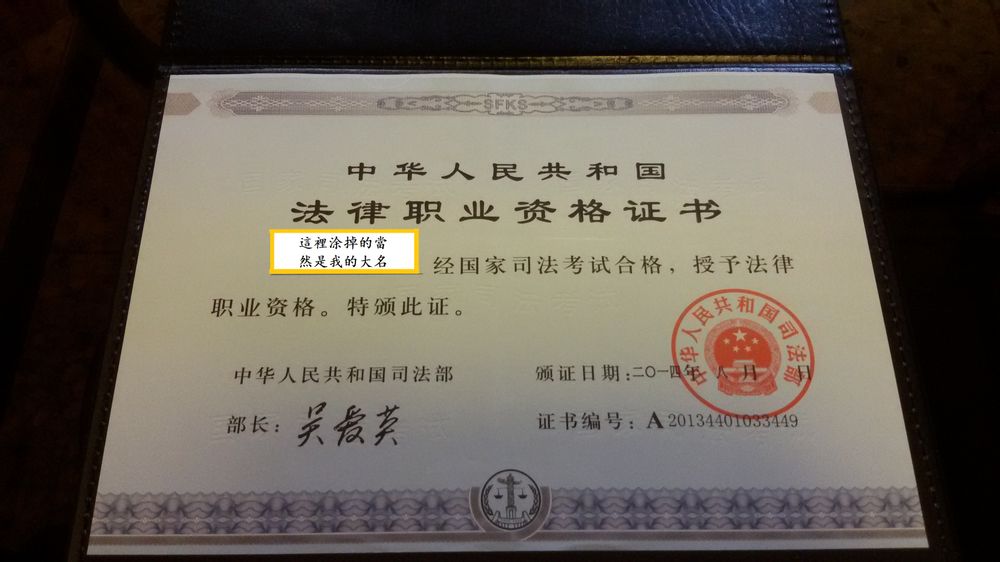 SFKS
中华人民共和国
法律职业资格证书
這裡涂掉的當
然是我的大名
经国家司法考试合格，授予法律
职业资格。特颁此证。
中华人民共和国司法部
中华人民共和国司法部
颁证日期:二〇一四年 八月 日
部长: 吴爱英
证书编号: A20134401033449